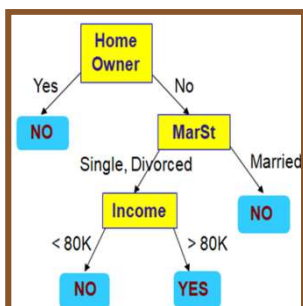 Home
Owner
Yes
No
NO
MarSt
Single, Divorced
Married
Income
NO
< 80K
> 80K
NO
YES